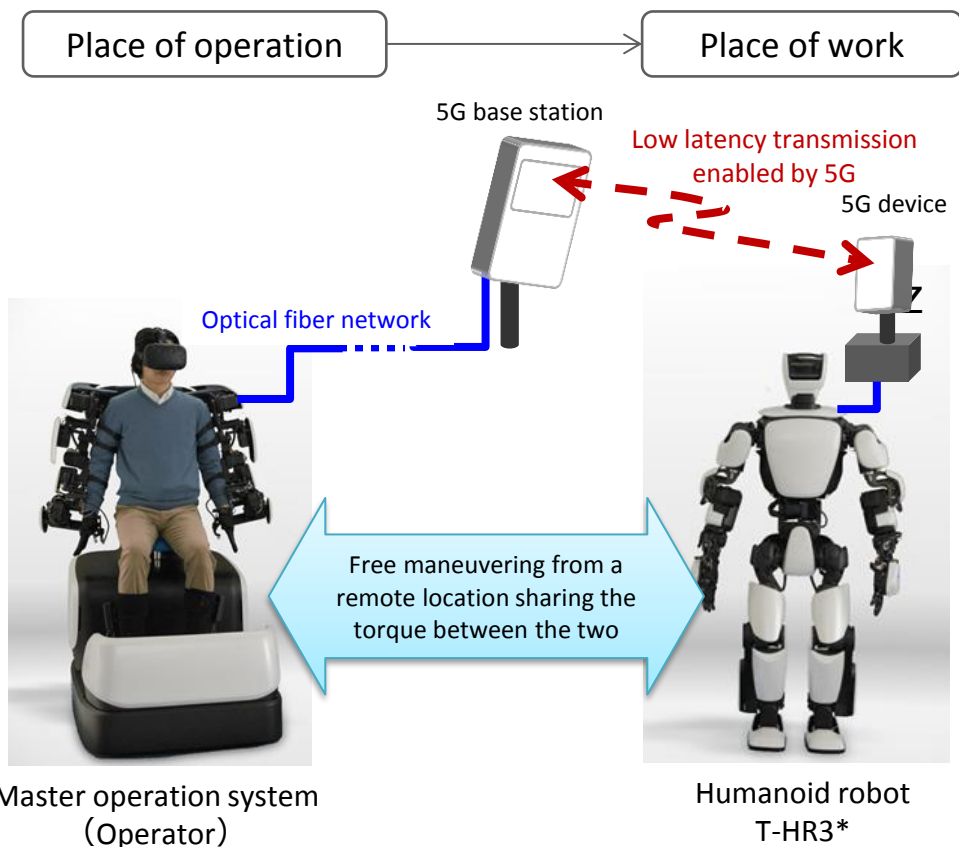 Place of operation
Place of work
5G base station
Low latency transmission
enabled by 5G
5G device
Z
Optical fiber network
Free maneuvering from a
remote location sharing the
torque between the two
Master operation system
（Operator）
Humanoid robot
T-HR3*